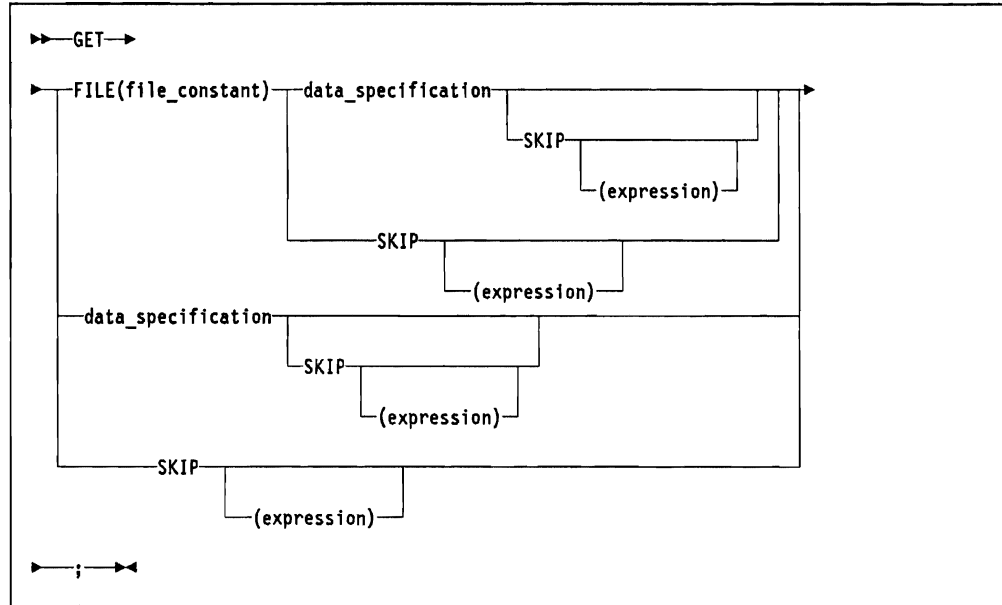 GET
FILE(file_constant) data_specification
SKIP
(expression)
SKIP
(expression)
data_specification
SKIP
(expression)
SKIP
(expression)
;